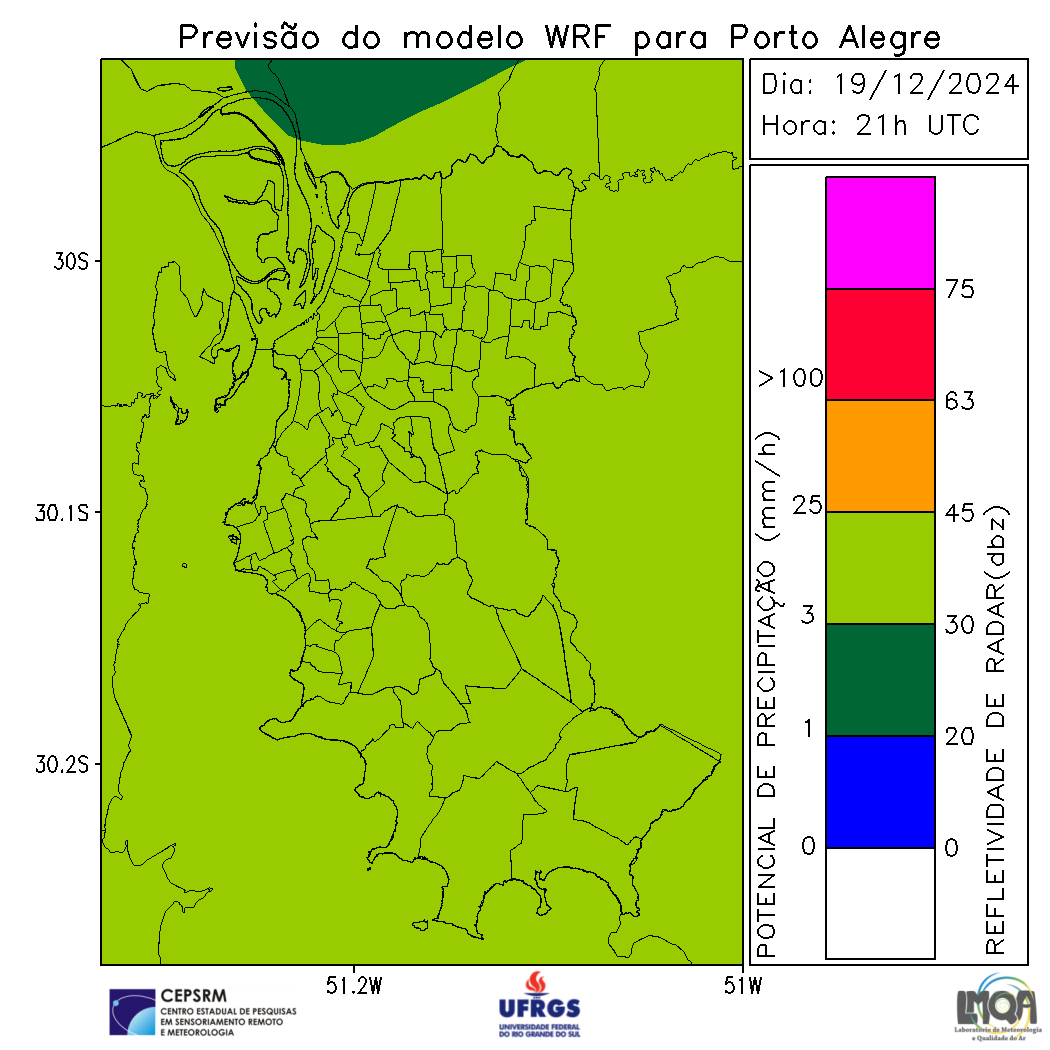 Previsão do modelo WRF para Porto Alegre
Dia: 19/12/2024
Hora: 21h UTC
30S
30.1S
30.2S
51.2W
51W
POTENCIAL DE PRECIPITAÇÃO (mm/h)
>100
25
3
1
0
75
63
45
30
20
0
REFLETIVIDADE DE RADAR(dbz)
CEPSRM
CENTRO ESTADUAL DE PESQUISAS
EM SENSORIAMENTO REMOTO
E METEOROLOGIA
UFRGS
UNIVERSIDADE FEDERAL
DO RIO GRANDE DO SUL
LMQA
Laboratório de Meteorologia
e Qualidade do Ar